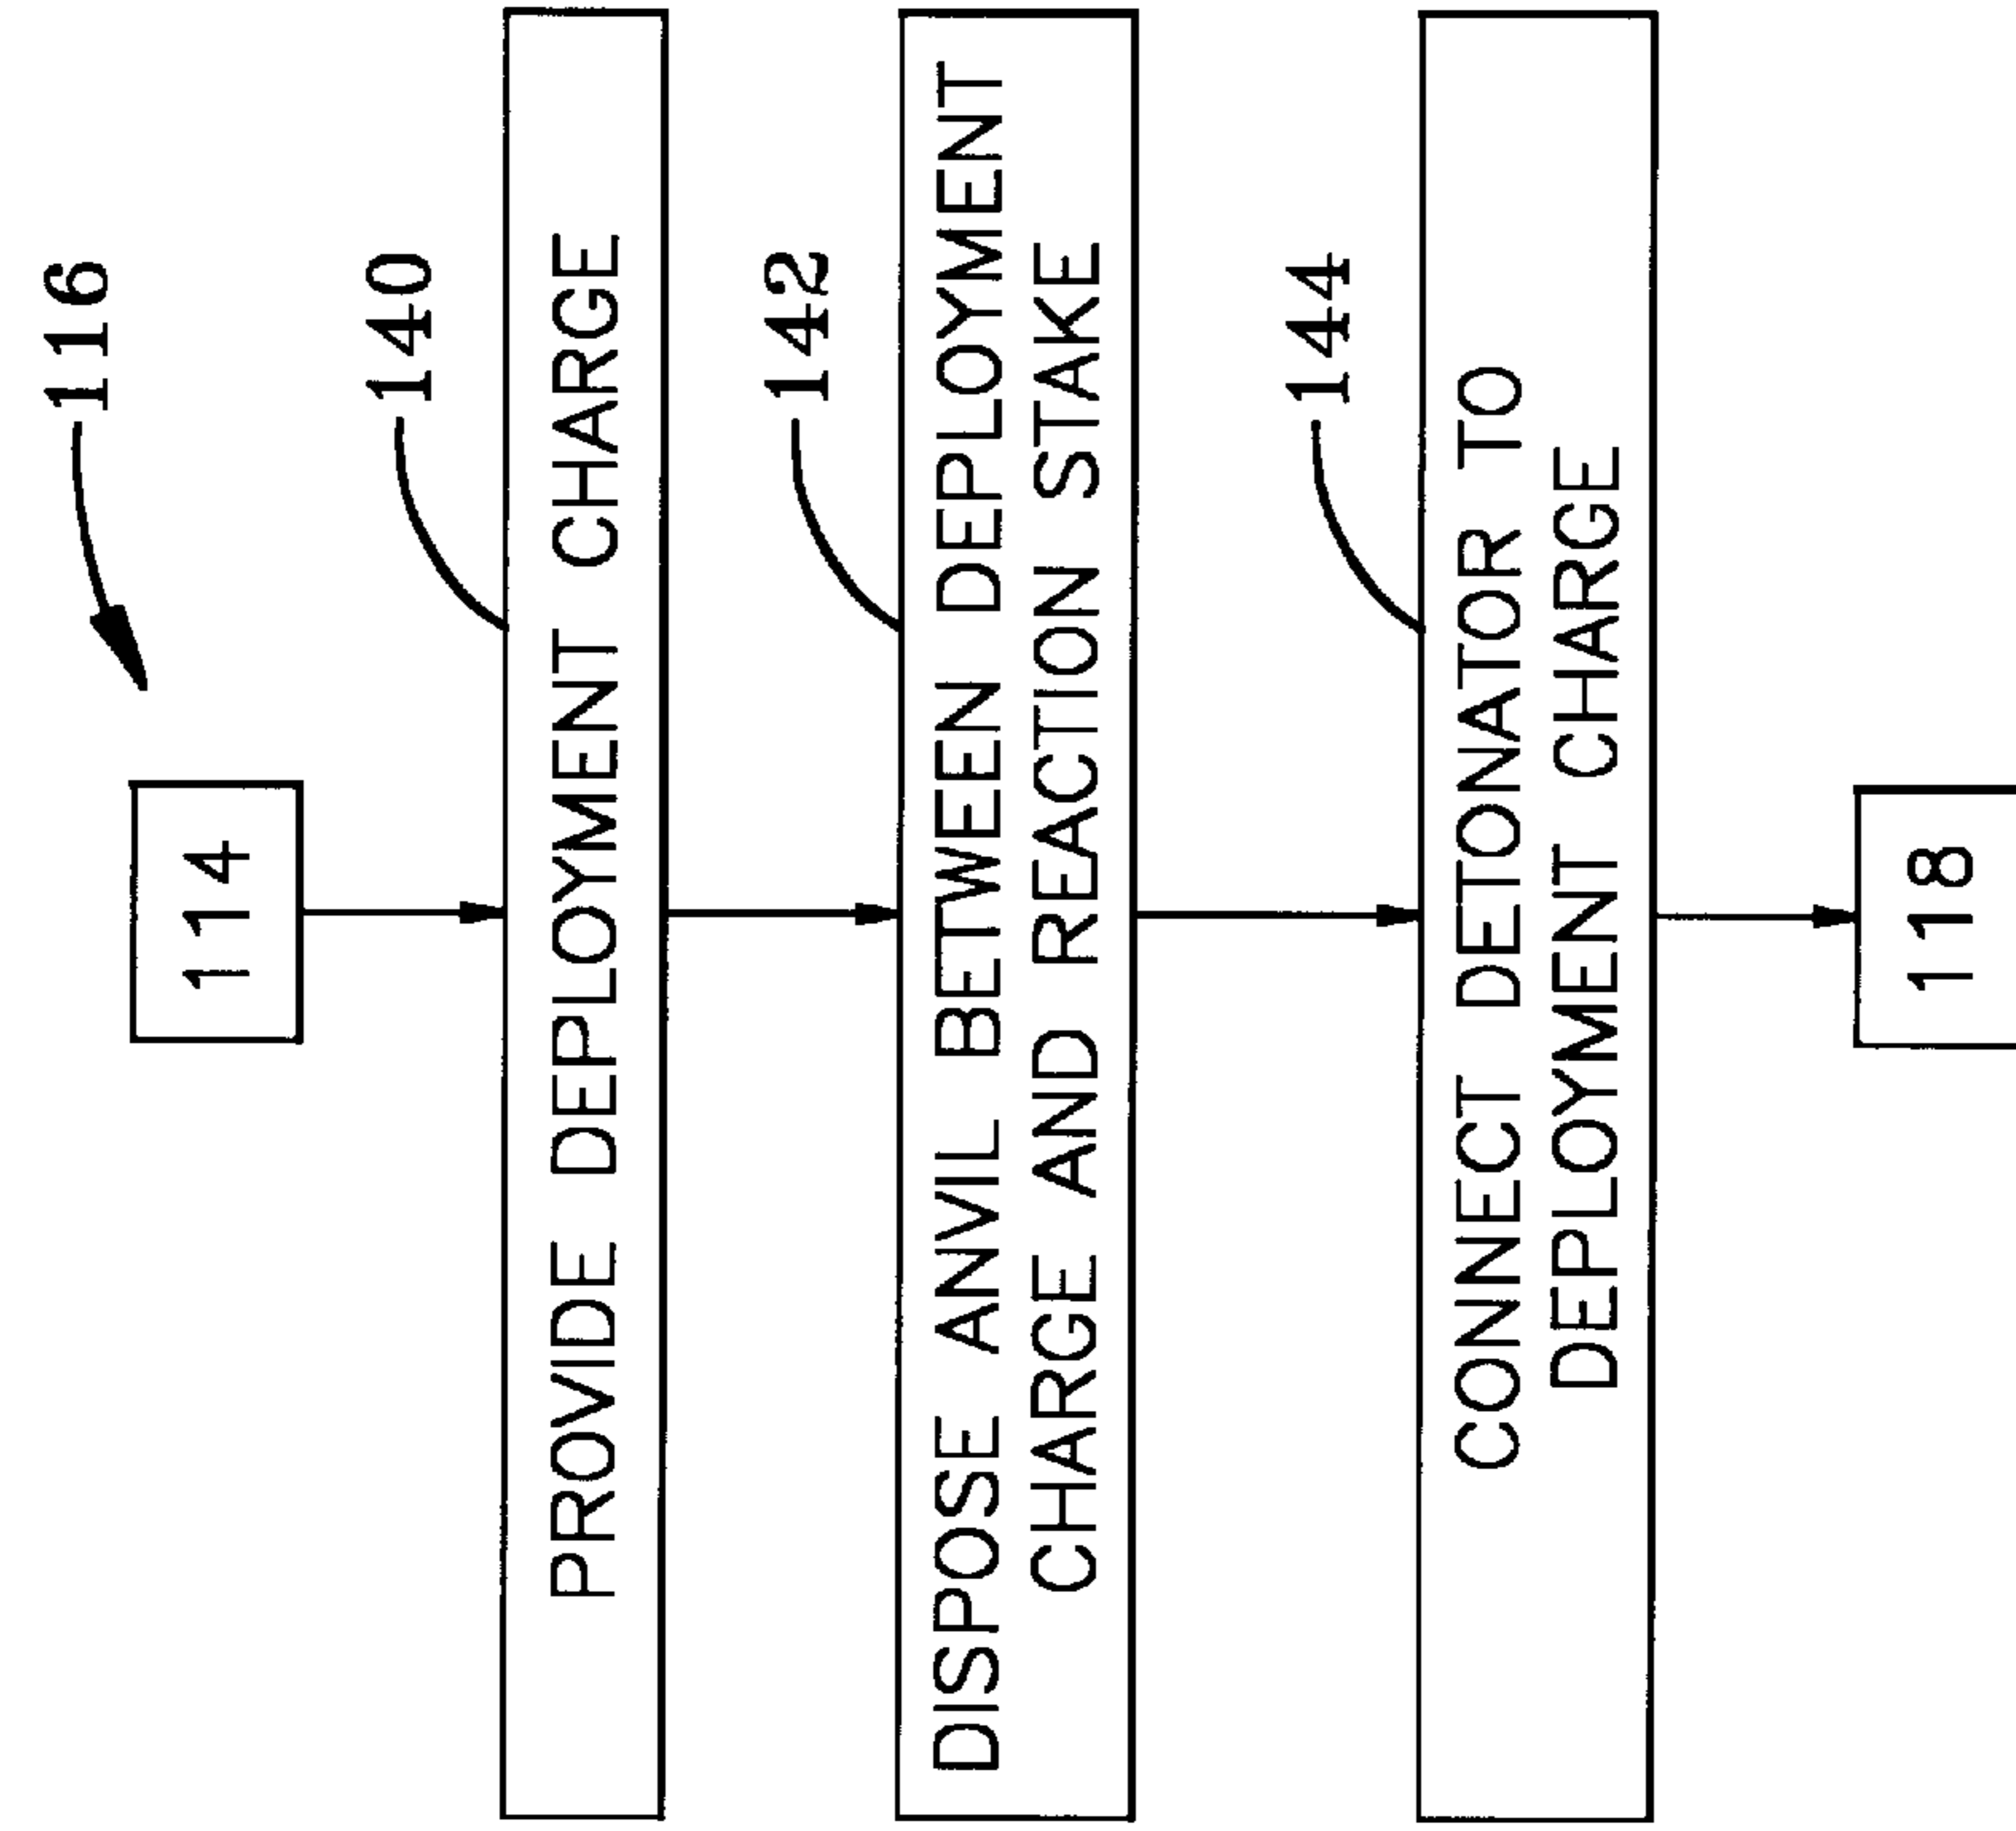 116
114
140
PROVIDE DEPLOYMENT CHARGE
142
DISPOSE ANVIL BETWEEN DEPLOYMENT
CHARGE AND REACTION STAKE
144
CONNECT DETONATOR TO
DEPLOYMENT CHARGE
118